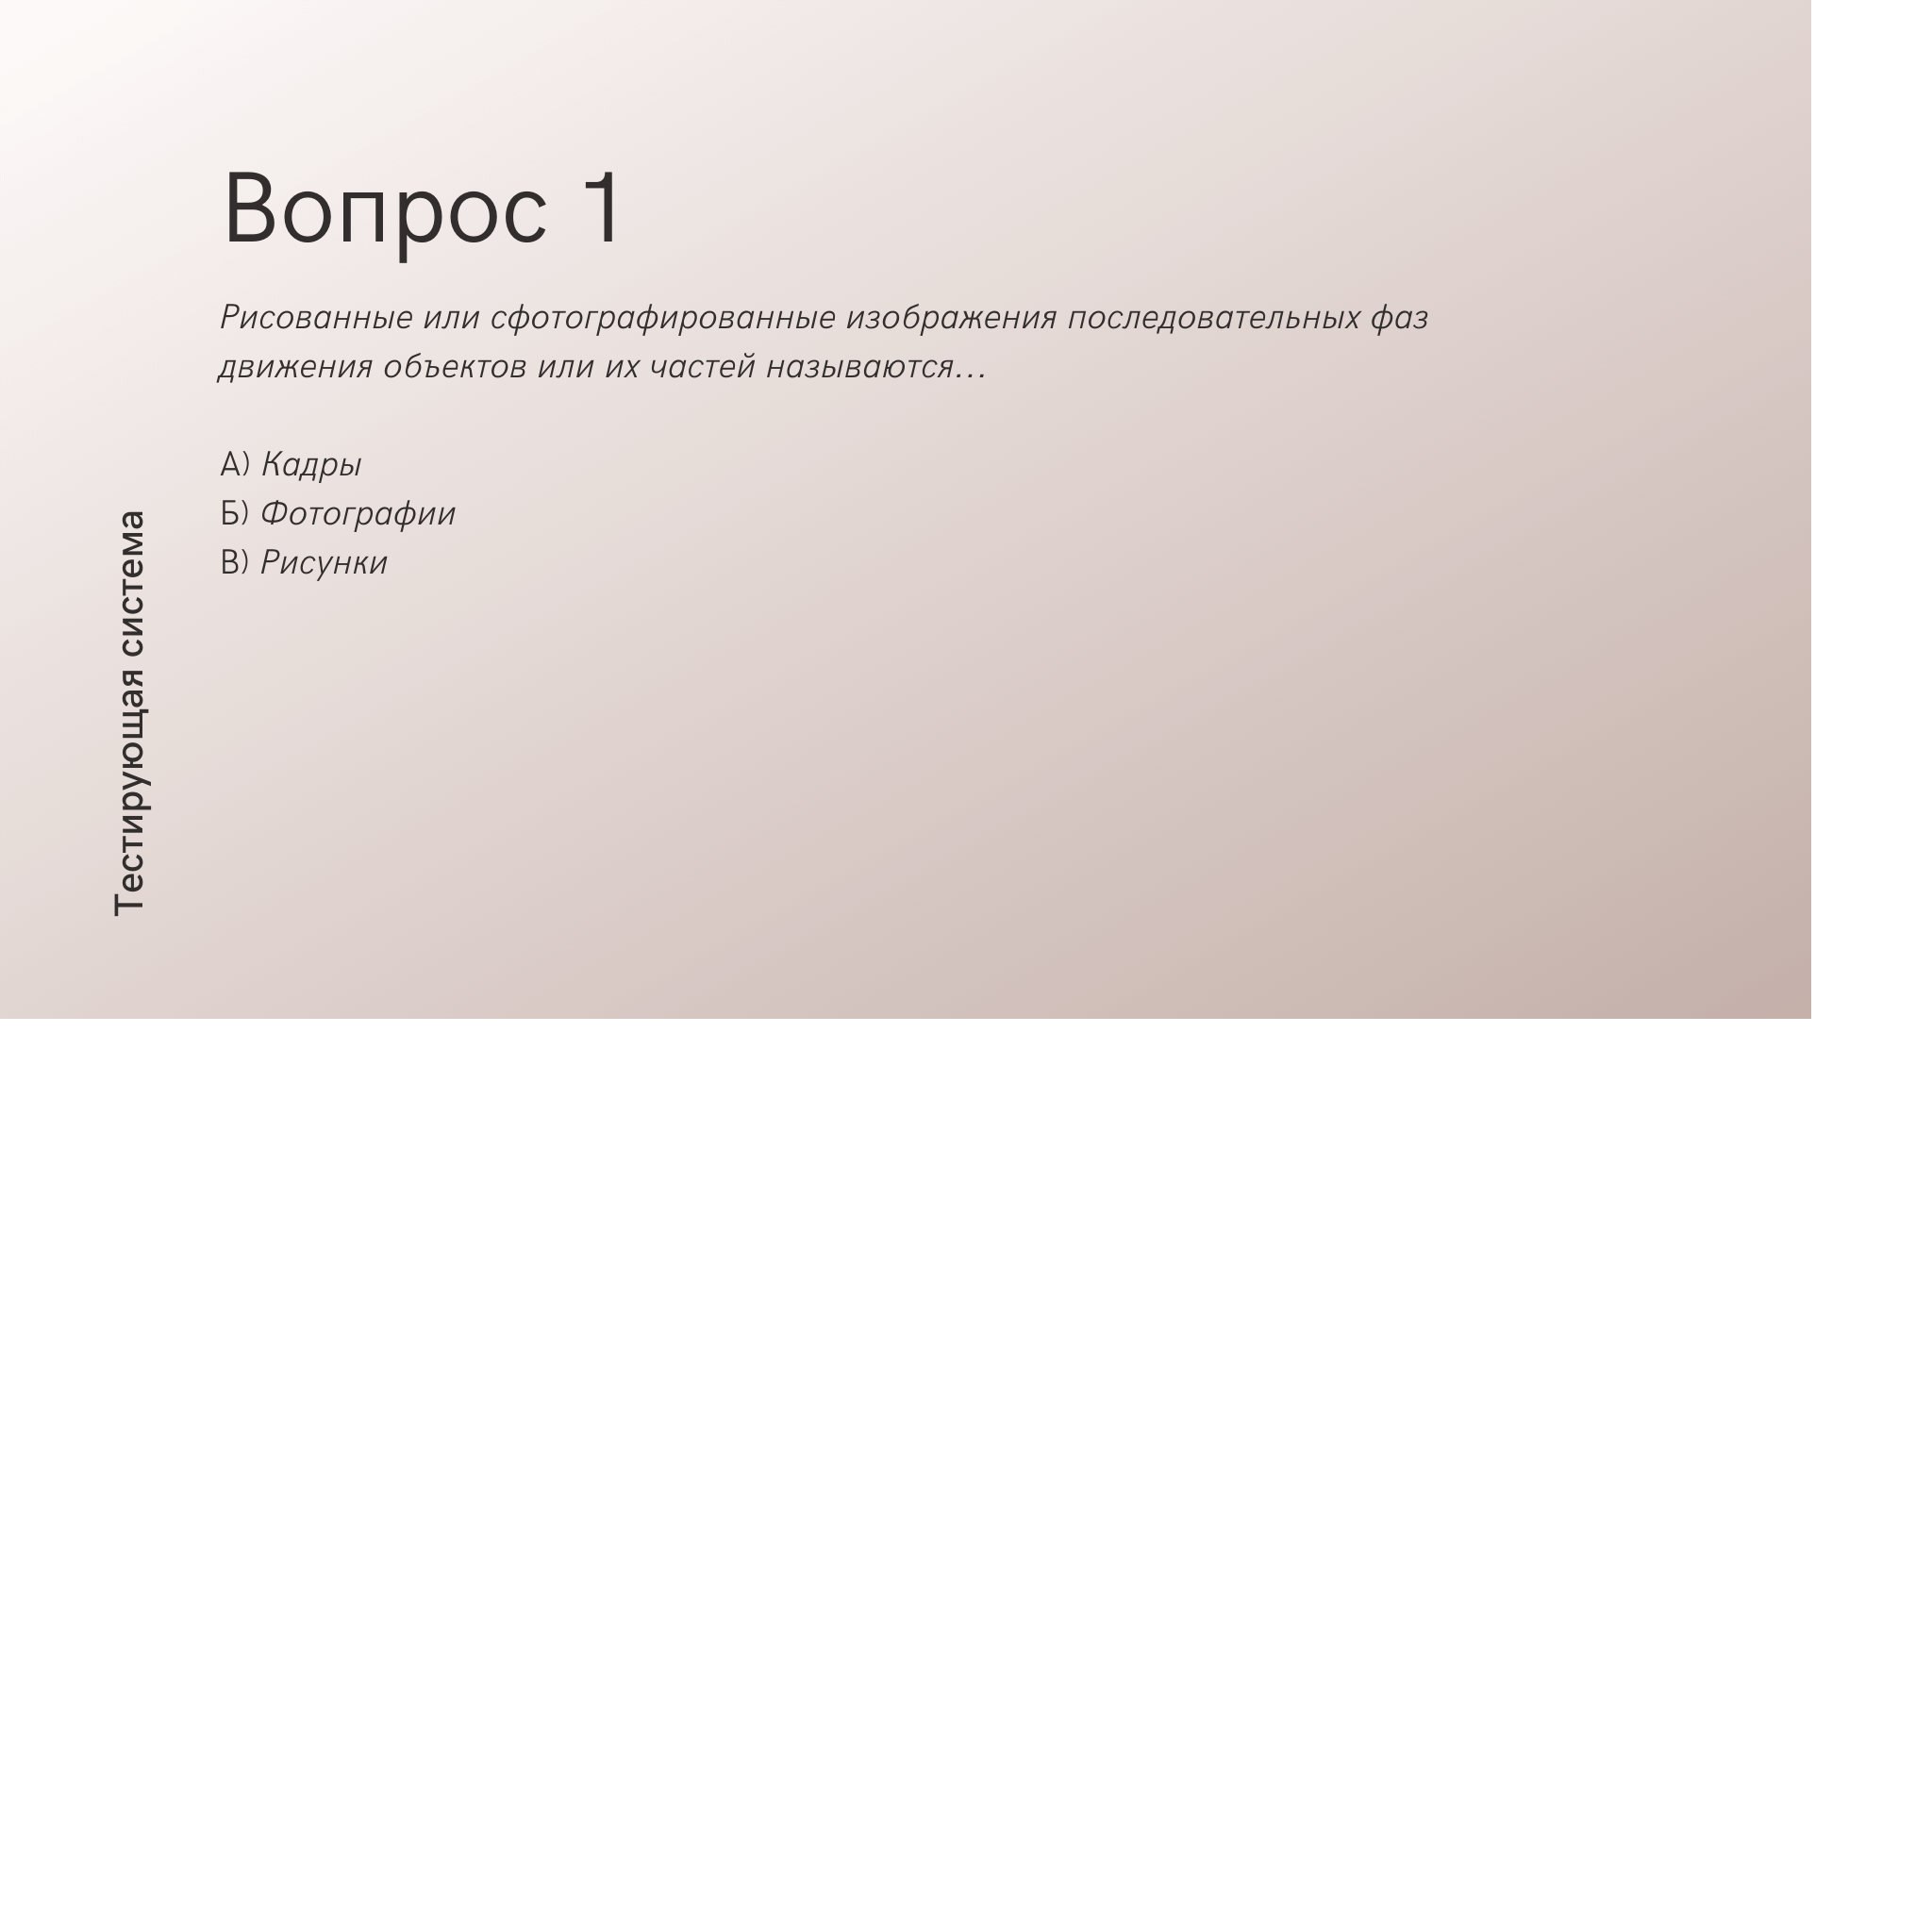 Вопрос 1
Рисованные или сфотографированные изображения последовательных фаз
движения объектов или их частей называются…
А) Кадры
Б) Фотографии
В) Рисунки
Тестирующая система